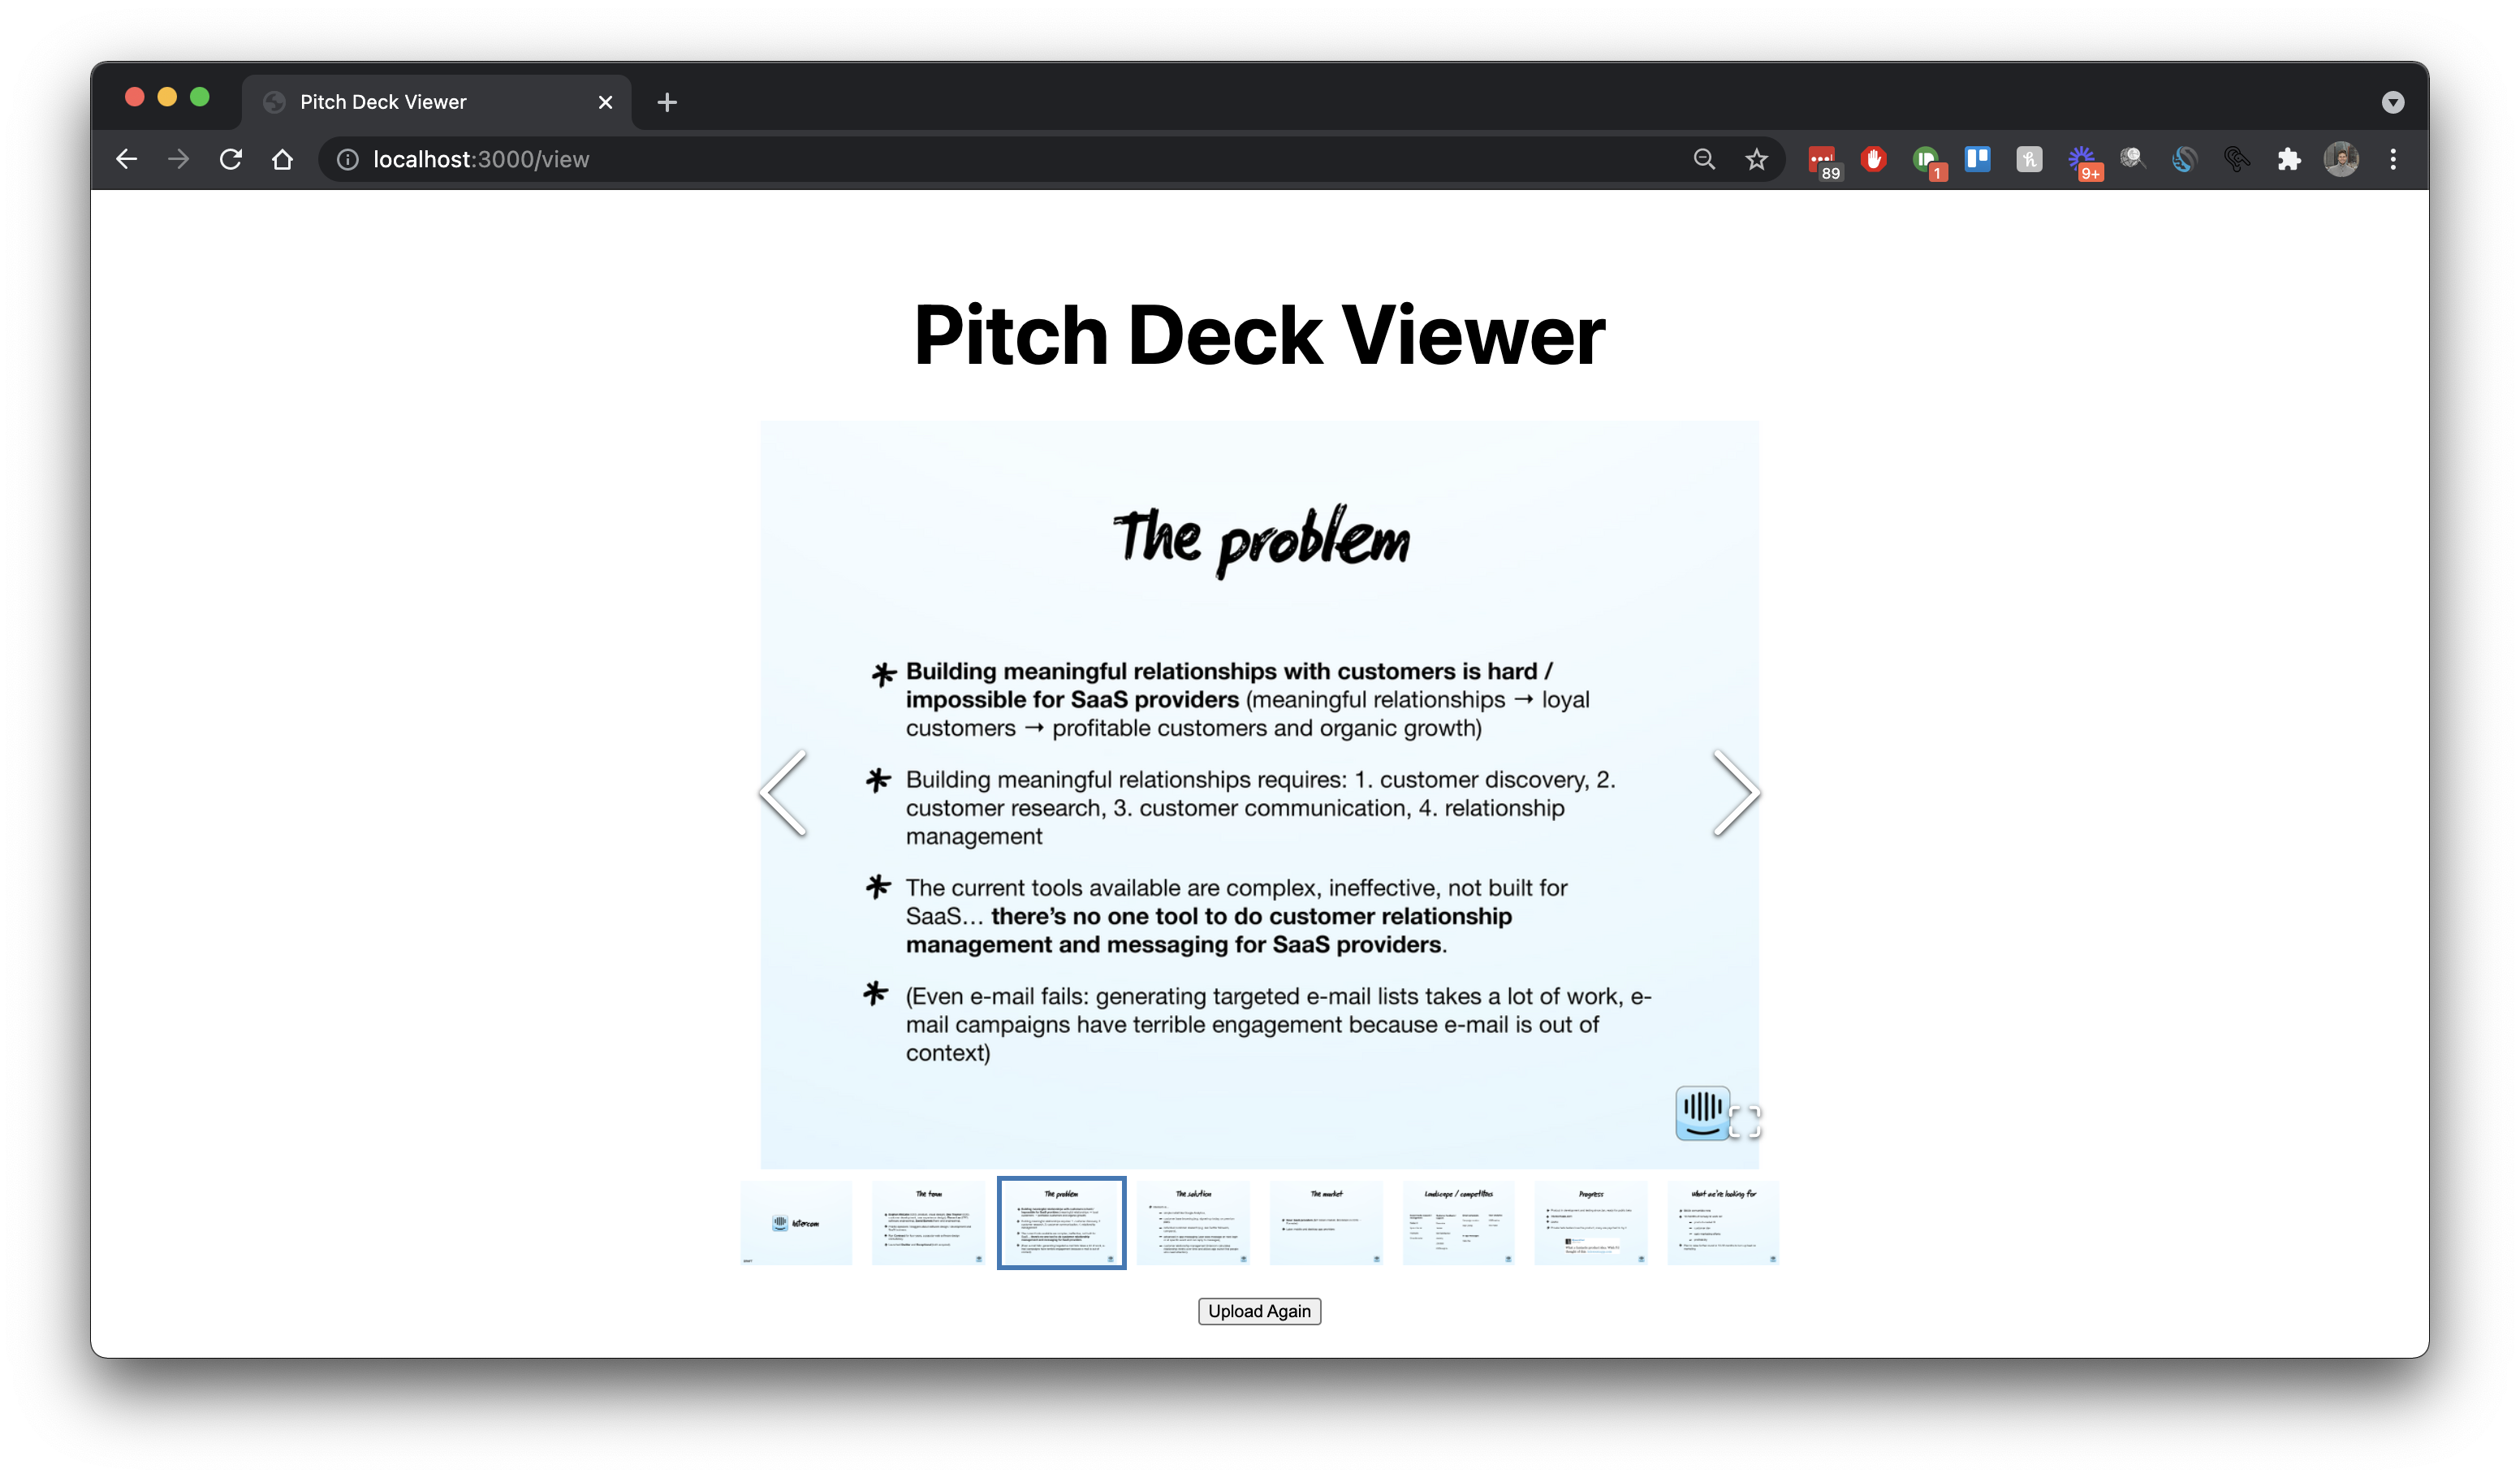 Pitch Deck Viewer
localhost:3000/view
89
1
9+
Pitch Deck Viewer
The problem
Building meaningful relationships with customers is hard /
impossible for SaaS providers (meaningful relationships → loyal
customers → profitable customers and organic growth)
Building meaningful relationships requires: 1. customer discovery, 2.
customer research, 3. customer communication, 4. relationship
management
The current tools available are complex, ineffective, not built for
SaaS… there’s no one tool to do customer relationship
management and messaging for SaaS providers.
(Even e-mail fails: generating targeted e-mail lists takes a lot of work, e-
mail campaigns have terrible engagement because e-mail is out of
context)
Intercom
The team
The problem
The solution
The market
Landscape / competitors
Progress
What we're looking for
Upload Again